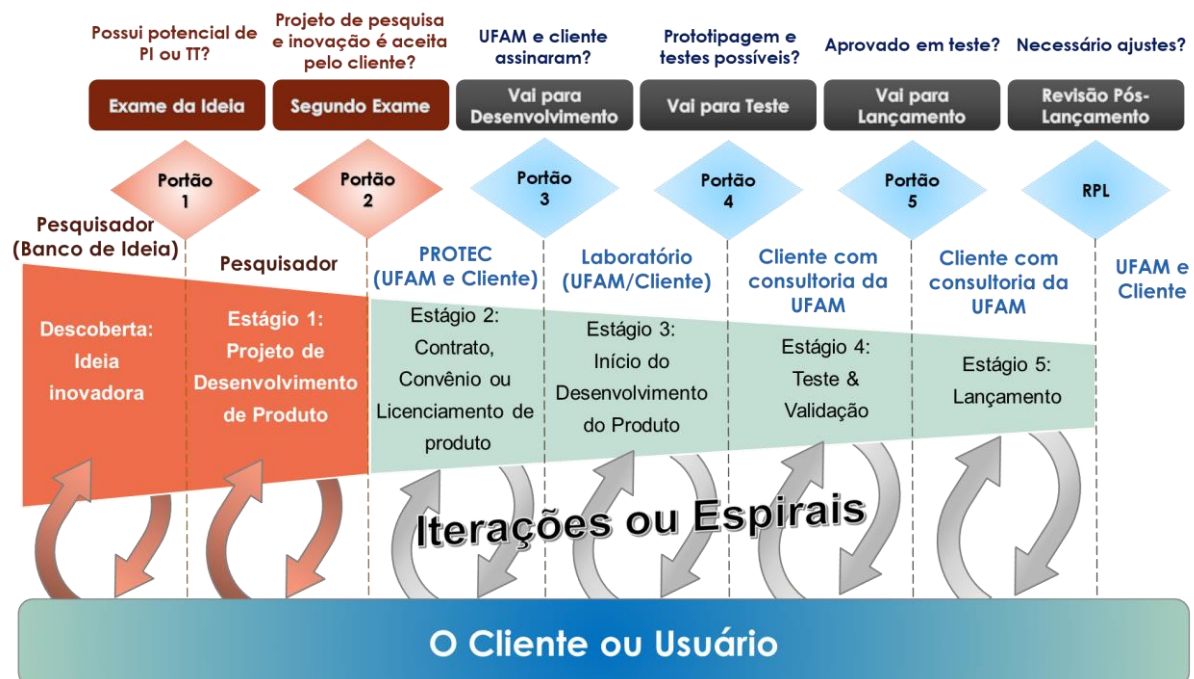 Possui potencial de
PI ou TT?
Projeto de pesquisa
e inovação é aceita
pelo cliente?
UFAM e cliente
assinaram?
Prototipagem e
testes possíveis?
Aprovado em teste?
Necessário ajustes?
Exame da Ideia
Segundo Exame
Vai para
Desenvolvimento
Vai para Teste
Vai para
Lançamento
Revisão Pós-
Lançamento
Portão
1
Portão
2
Portão
3
Portão
4
Portão
5
RPL
Pesquisador
(Banco de Ideia)
Pesquisador
PROTEC
(UFAM e Cliente)
Laboratório
(UFAM/Cliente)
Cliente com
consultoria da
UFAM
Cliente com
consultoria da
UFAM
UFAM e
Cliente
Descoberta:
Ideia
inovadora
Estágio 1:
Projeto de
Desenvolvimento
de Produto
Estágio 2:
Contrato,
Convênio ou
Licenciamento de
produto
Estágio 3:
Início do
Desenvolvimento
do Produto
Estágio 4:
Teste &
Validação
Estágio 5:
Lançamento
Iterações ou Espirais
O Cliente ou Usuário